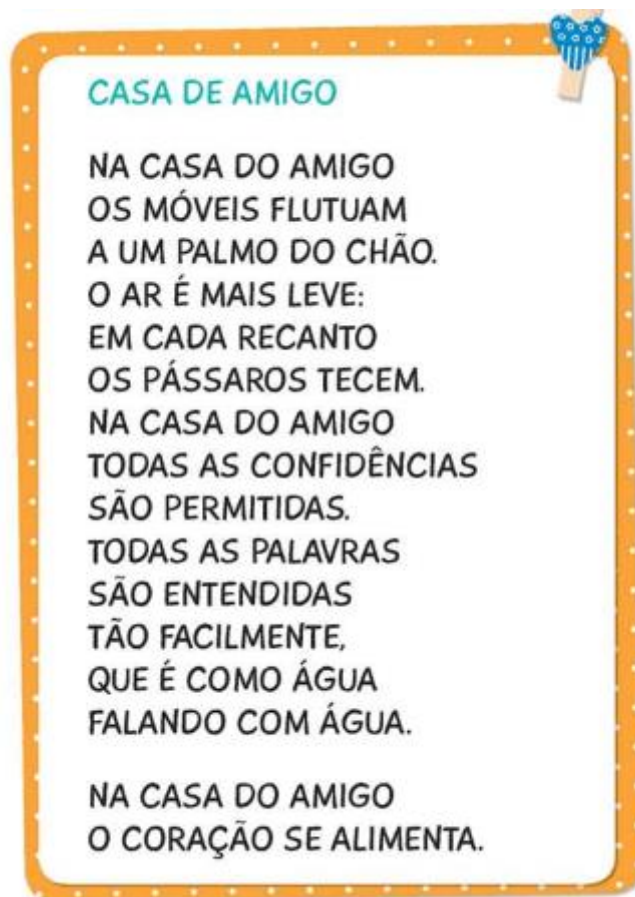 CASA DE AMIGO
NA CASA DO AMIGO
OS MÓVEIS FLUTUAM
A UM PALMO DO CHÃO.
O AR É MAIS LEVE:
EM CADA RECANTO
OS PÁSSAROS TECEM.
NA CASA DO AMIGO
TODAS AS CONFIDÊNCIAS
SÃO PERMITIDAS.
TODAS AS PALAVRAS
SÃO ENTENDIDAS
TÃO FACILMENTE,
QUE É COMO ÁGUA
FALANDO COM ÁGUA.
NA CASA DO AMIGO
O CORAÇÃO SE ALIMENTA.